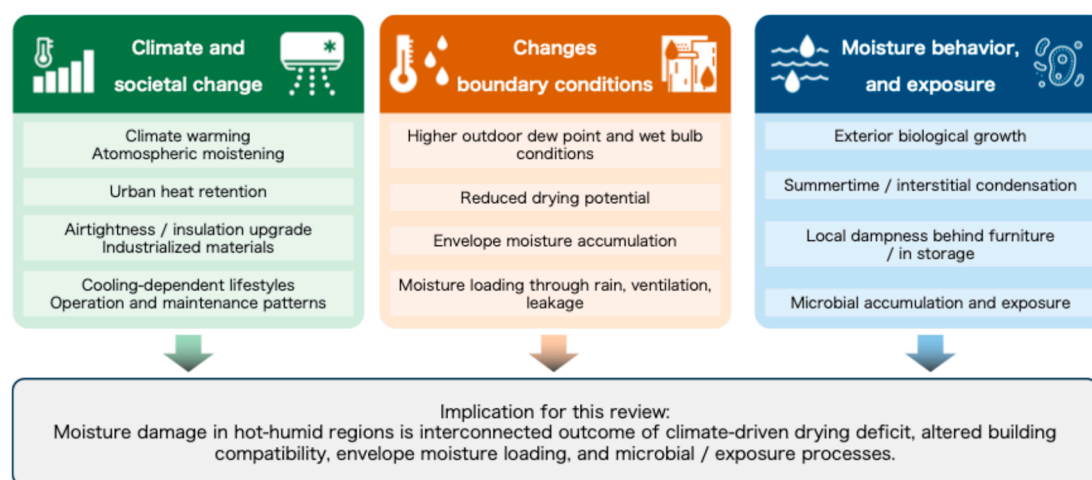 Climate and
societal change
Climate warming
Atomospheric moistening
Urban heat retention
Airtightness / insulation upgrade
Industrialized materials
Cooling-dependent lifestyles
Operation and maintenance patterns
Changes
boundary conditions
Higher outdoor dew point and wet bulb
conditions
Reduced drying potential
Envelope moisture accumulation
Moisture loading through rain, ventilation,
leakage
Moisture behavior,
and exposure
Exterior biological growth
Summertime / interstitial condensation
Local dampness behind furniture
/ in storage
Microbial accumulation and exposure
Implication for this review:
Moisture damage in hot-humid regions is interconnected outcome of climate-driven drying deficit, altered building
compatibility, envelope moisture loading, and microbial / exposure processes.